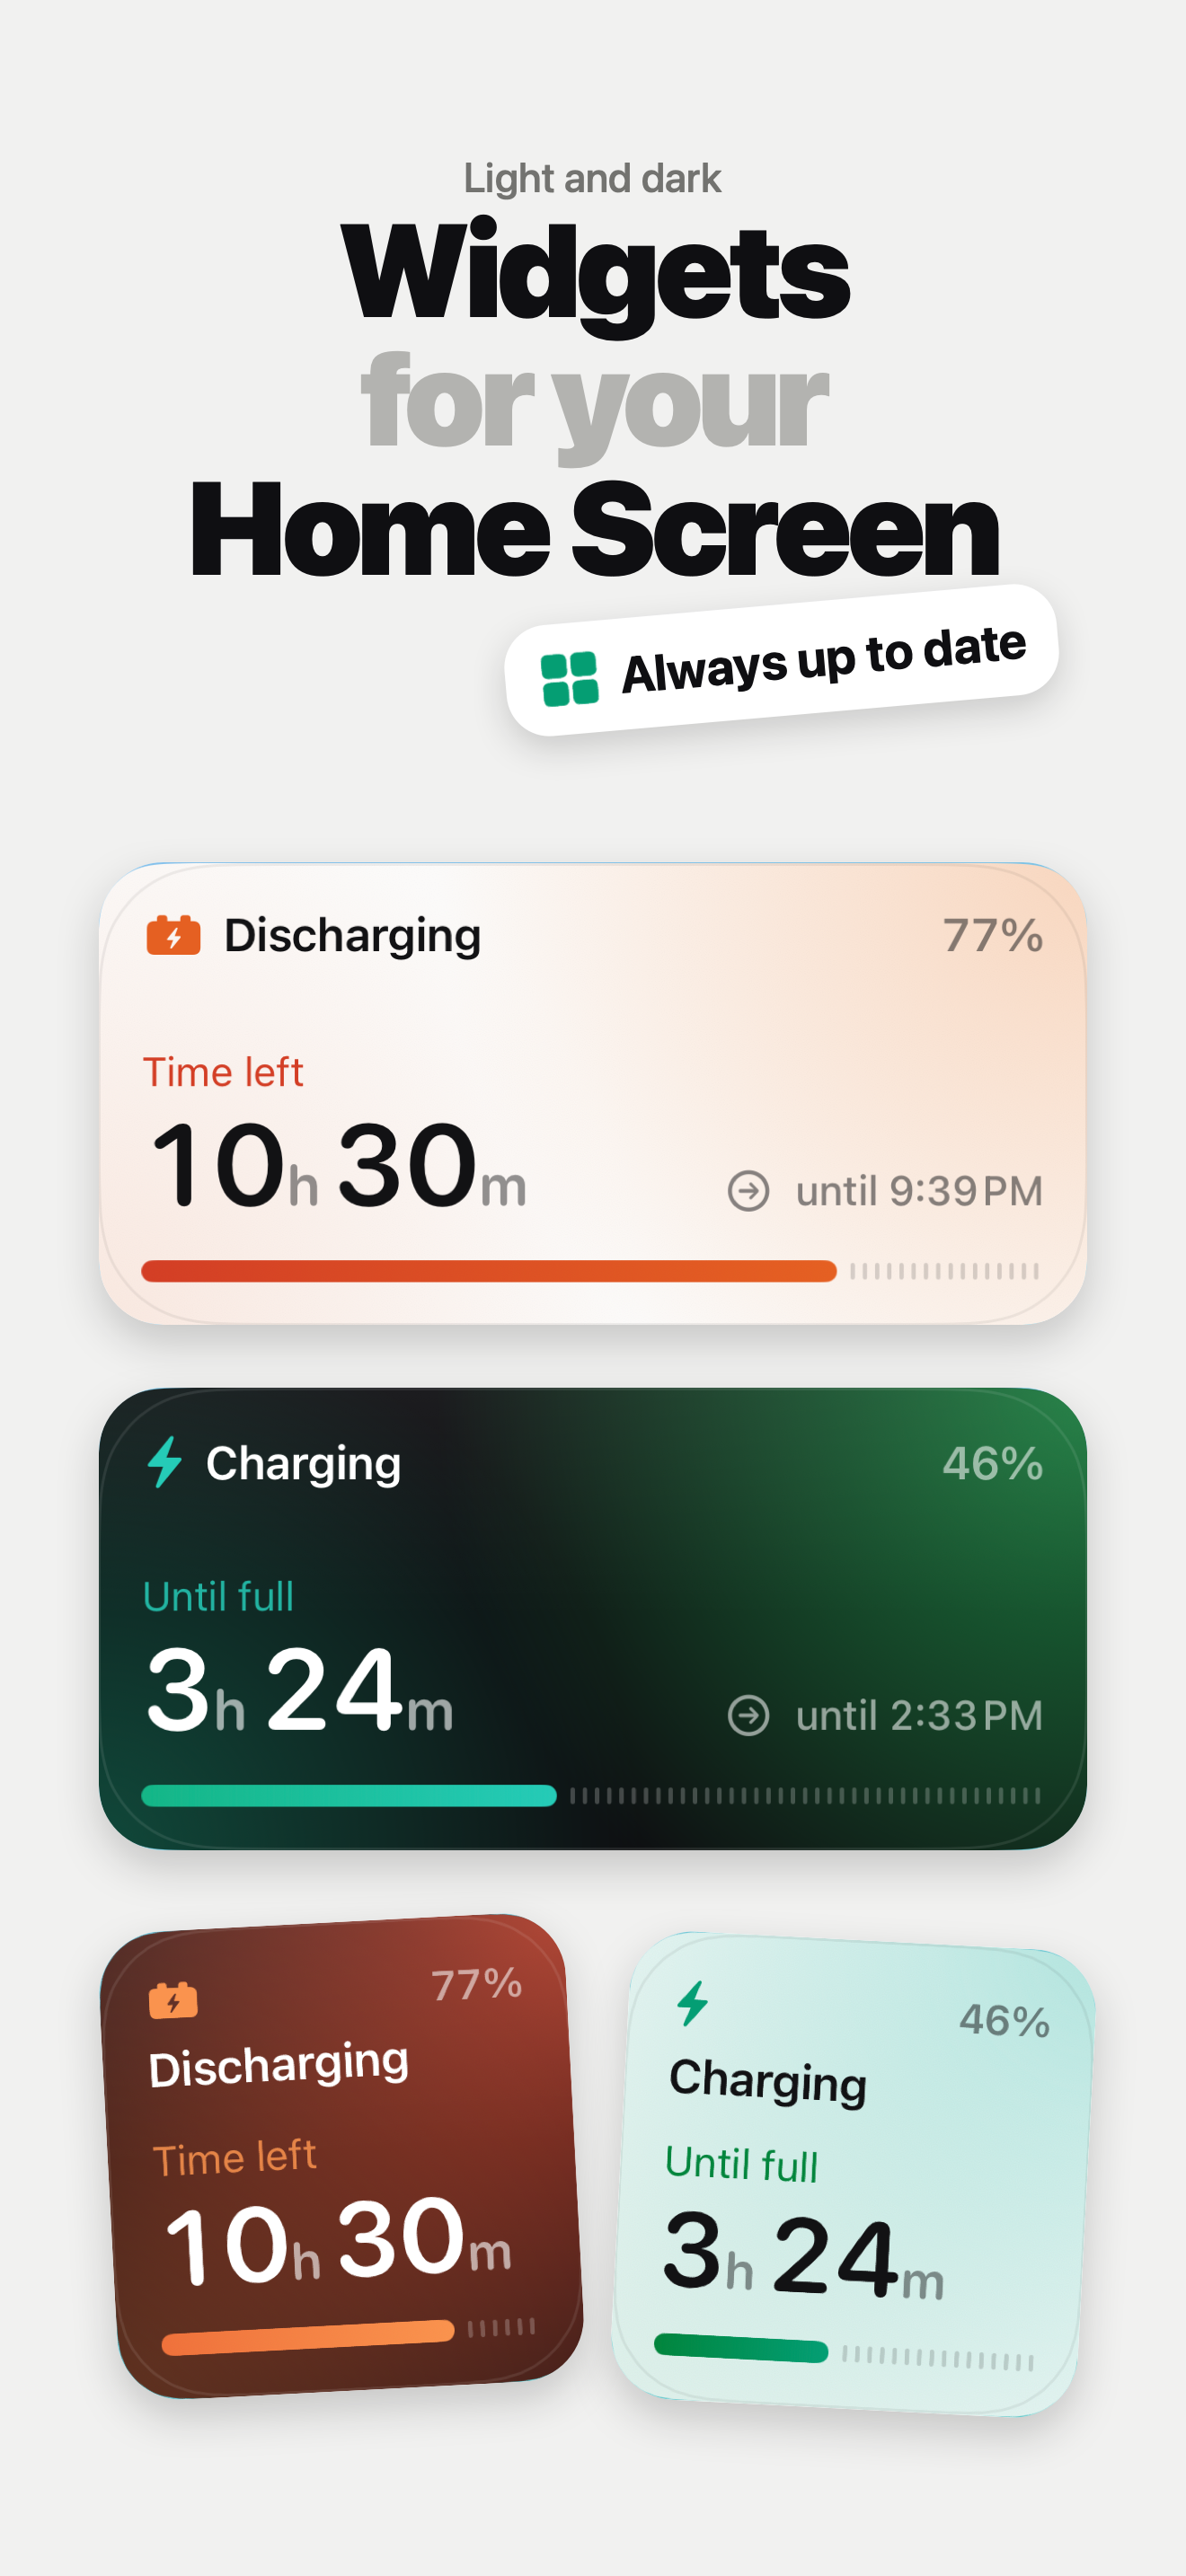 Light and dark
Widgets
for your
Home Screen
Always up to date
Discharging 77%
Time left
10h 30m until 9:39 PM
Charging 46%
Until full
3h 24m until 2:33 PM
77%
Discharging
Time left
10h 30m
46%
Charging
Until full
3h 24m